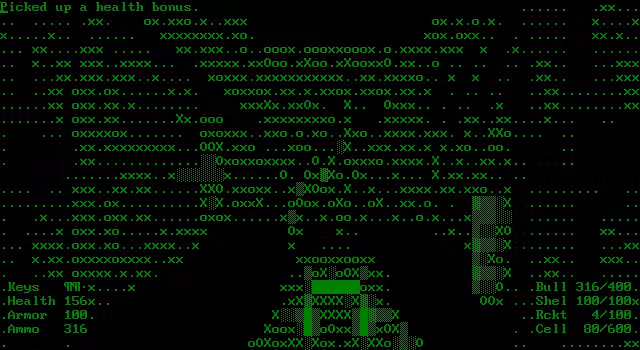 Picked up a health bonus.
Keys ¶¶
Health 156
Armor 100
Ammo 316
Bull 316/400
Shel 100/100
Rckt 4/100
Cell 80/600